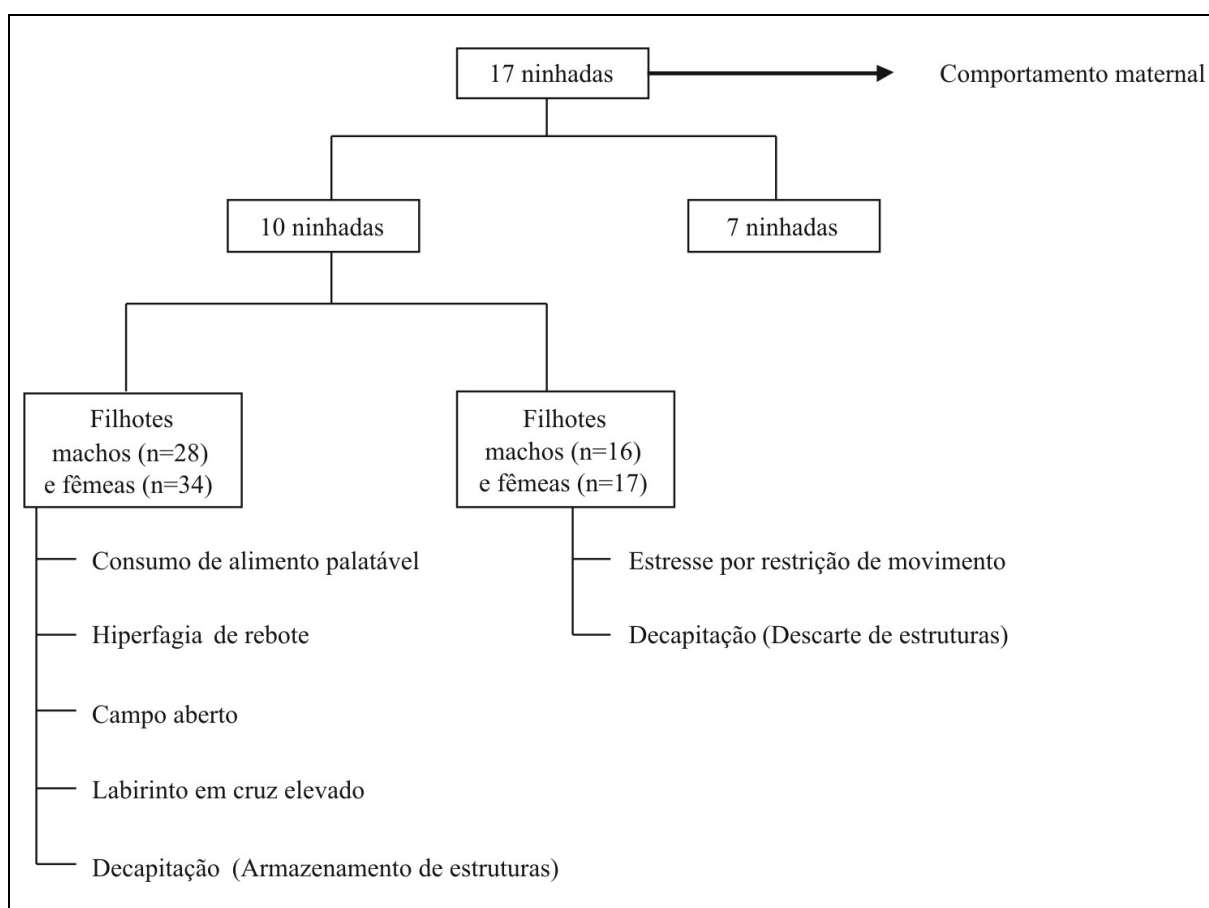 17 ninhadas
Comportamento maternal
10 ninhadas
7 ninhadas
Filhotes
machos (n=28)
e fêmeas (n=34)
Filhotes
machos (n=16)
e fêmeas (n=17)
Consumo de alimento palatável
Hiperfagia de rebote
Campo aberto
Labirinto em cruz elevado
Decapitação (Armazenamento de estruturas)
Estresse por restrição de movimento
Decapitação (Descarte de estruturas)